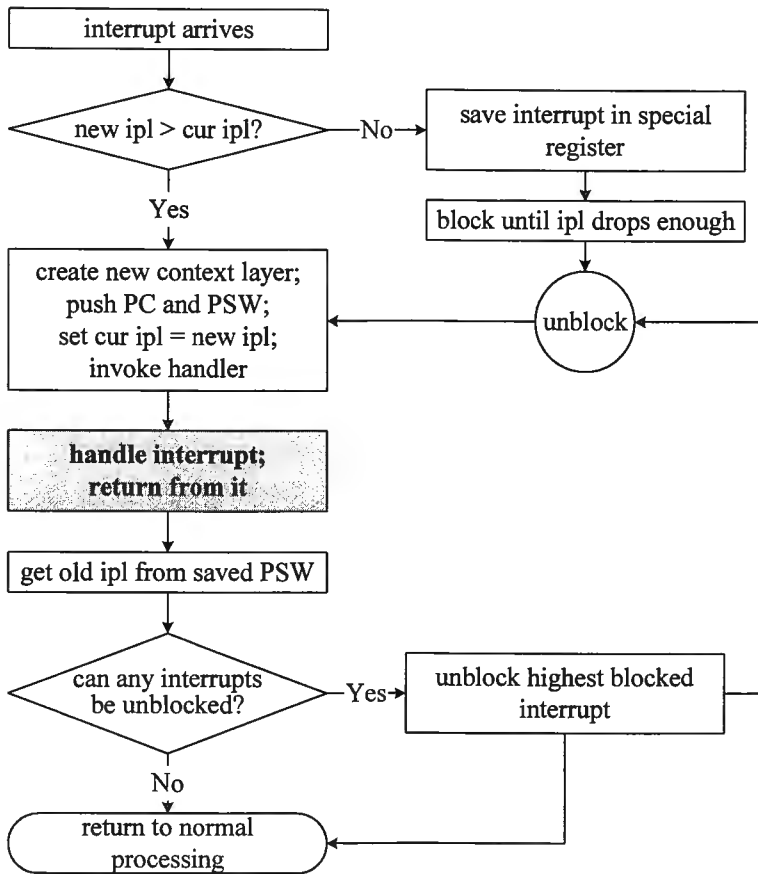 interrupt arrives
new ipl > cur ipl?
No
save interrupt in special
register
Yes
block until ipl drops enough
create new context layer;
push PC and PSW;
set cur ipl = new ipl;
invoke handler
unblock
handle interrupt;
return from it
get old ipl from saved PSW
can any interrupts
be unblocked?
Yes
unblock highest blocked
interrupt
No
return to normal
processing